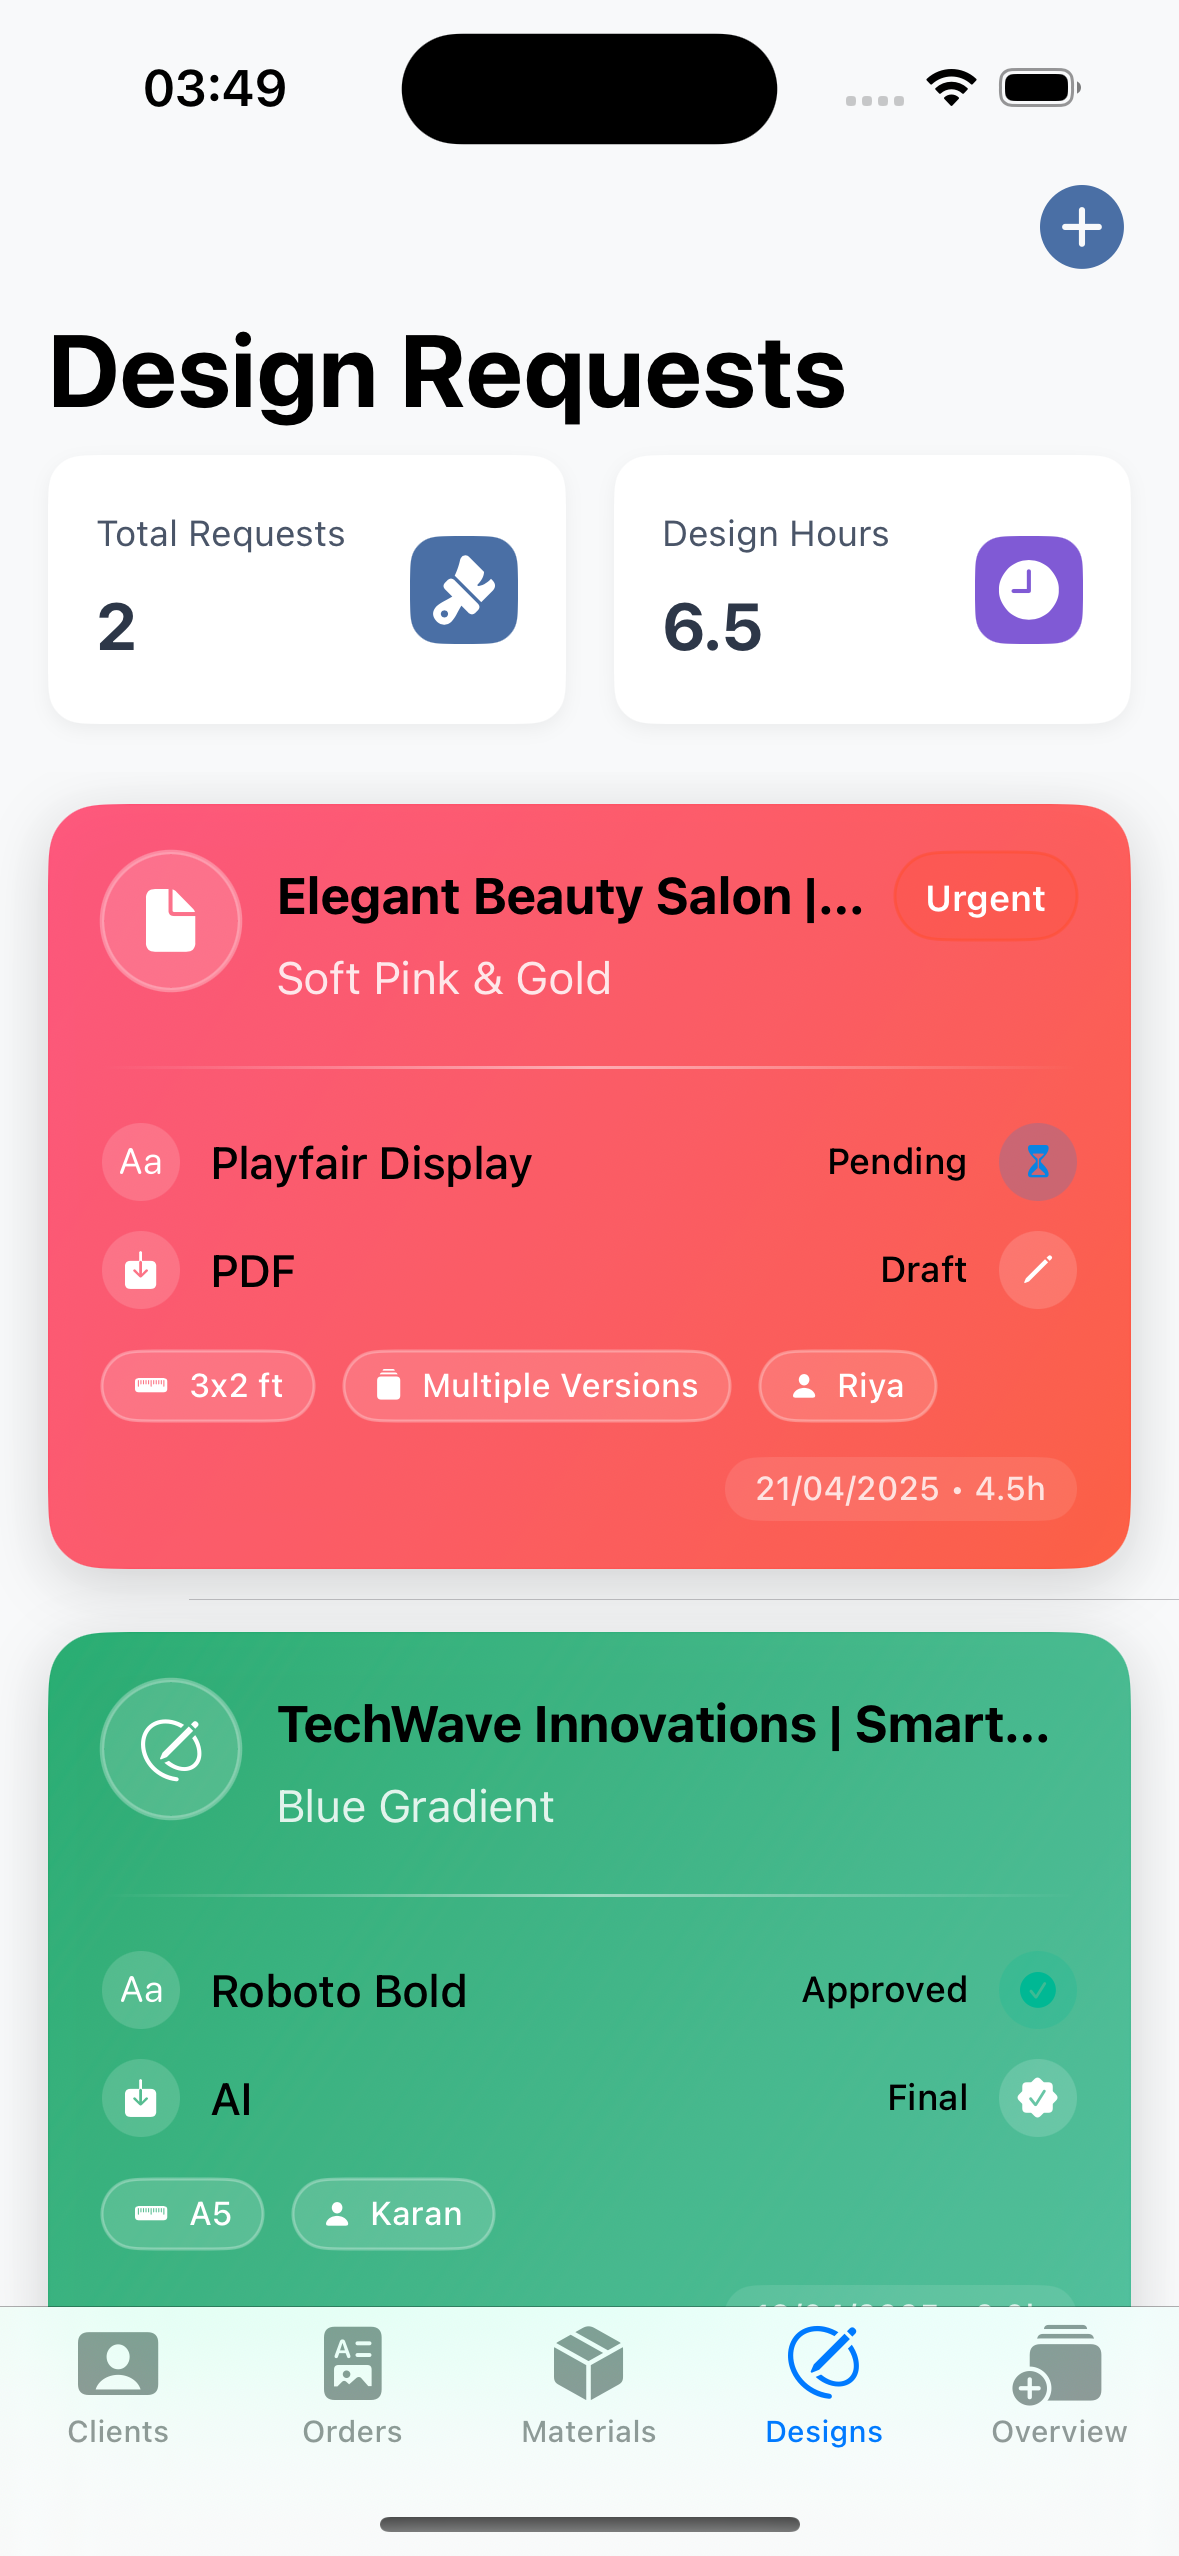 03:49
Design Requests
Total Requests
2
Design Hours
6.5
Elegant Beauty Salon |...
Urgent
Soft Pink & Gold
Aa Playfair Display
Pending
PDF
Draft
3x2 ft
Multiple Versions
Riya
21/04/2025 • 4.5h
TechWave Innovations | Smart...
Blue Gradient
Aa Roboto Bold
Approved
AI
Final
A5
Karan
Clients
Orders
Materials
Designs
Overview